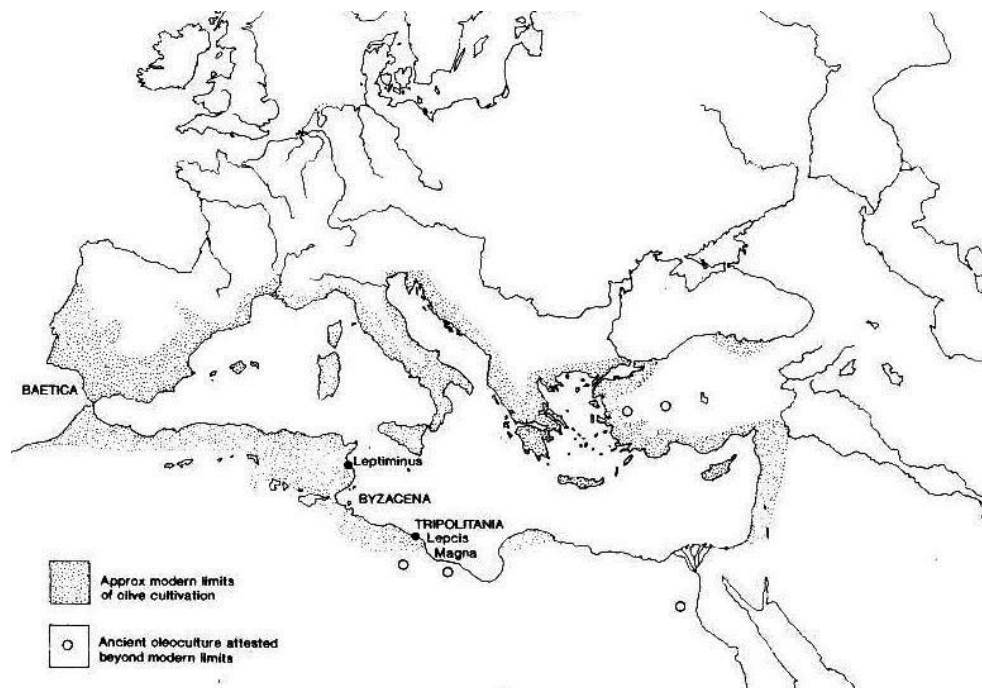 BAETICA
Leptiminus
BYZACENA
TRIPOLITANIA
Lepcis
Magna
Approx modern limits
of olive cultivation
Ancient oleoculture attested
beyond modern limits